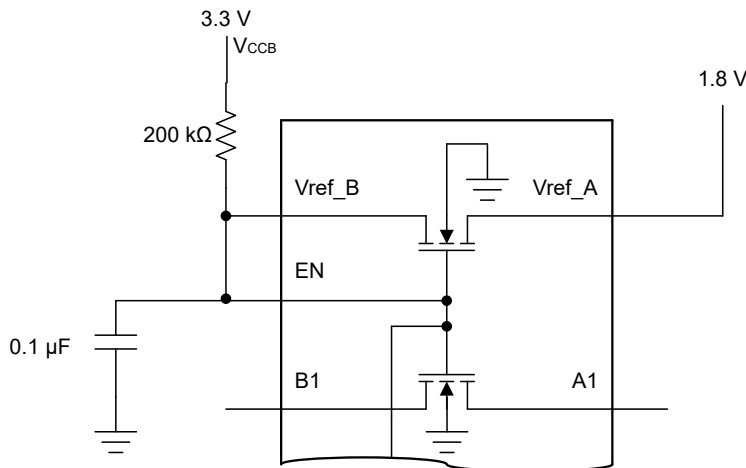 3.3 V
VCCB
1.8 V
200 kΩ
Vref_B
Vref_A
EN
0.1 µF
B1
A1